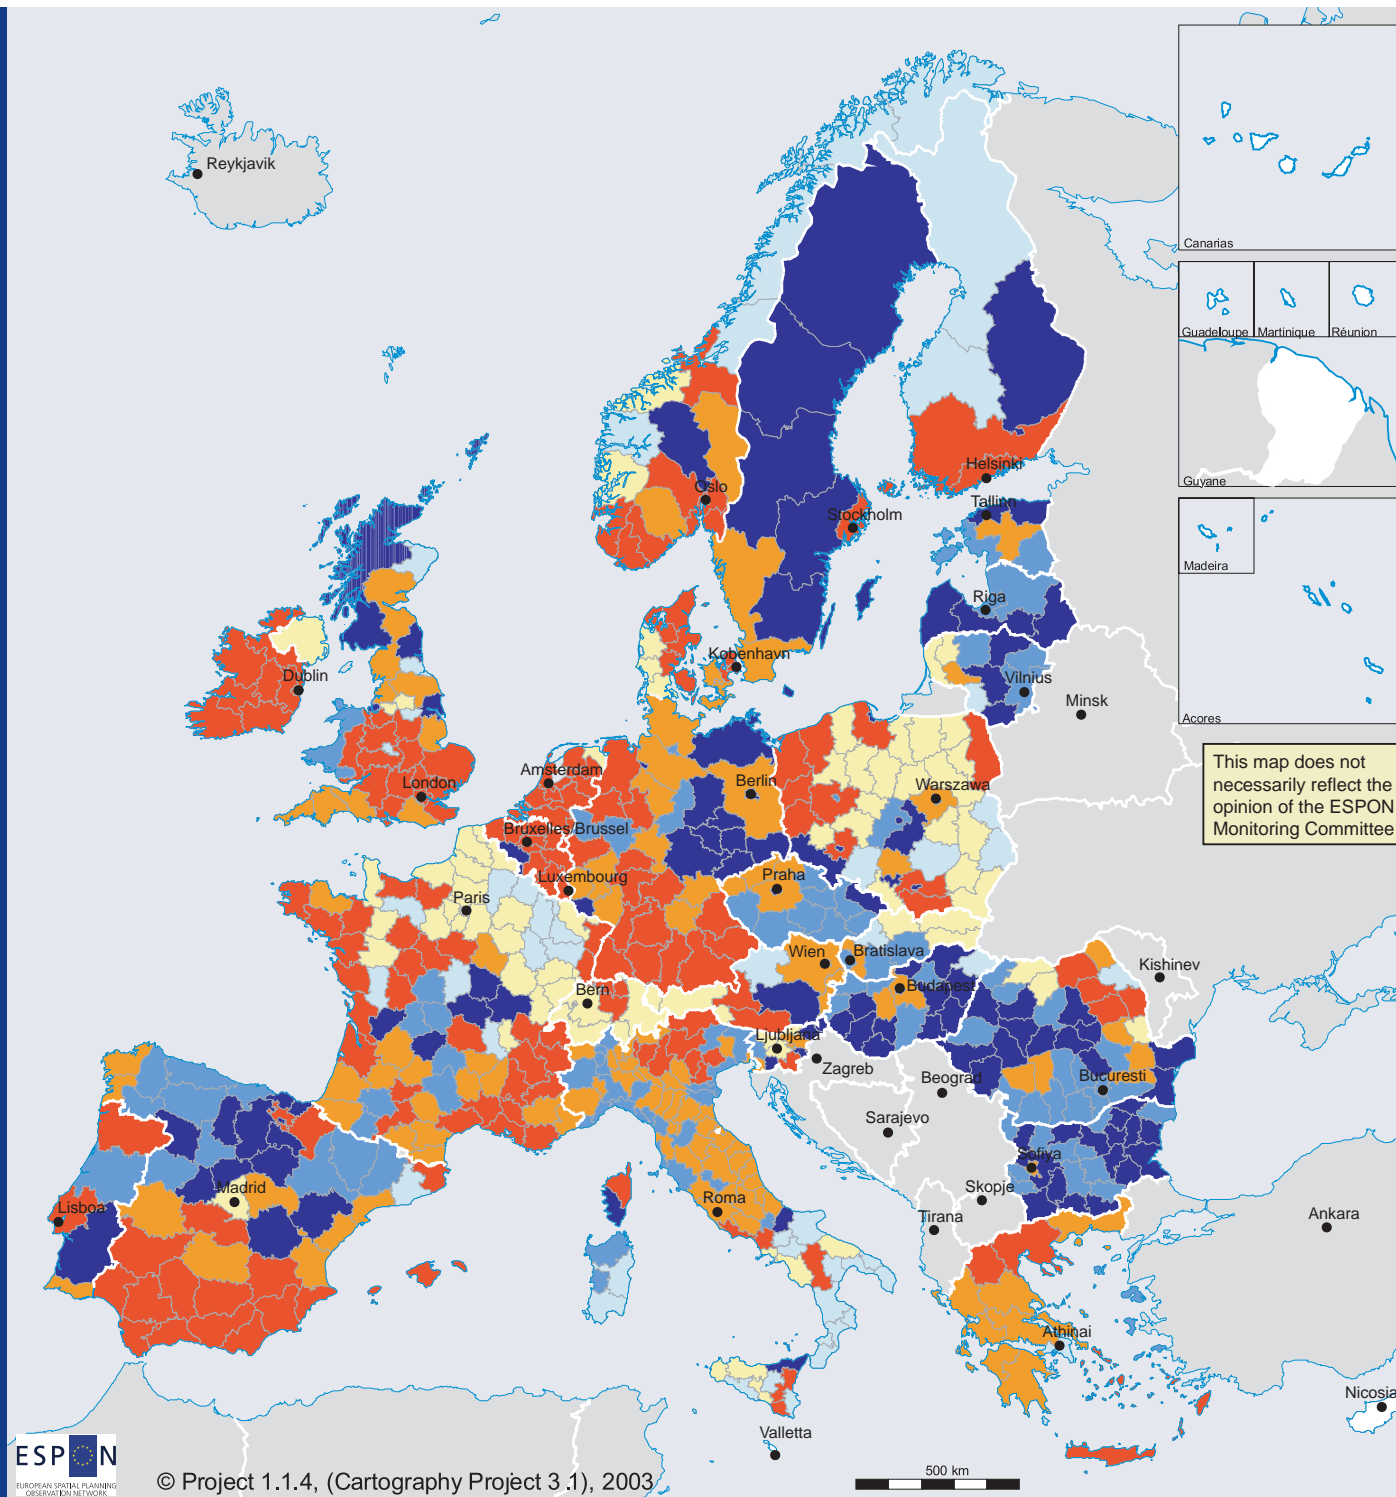 Reykjavik
Canarias
Guadeloupe
Martinique
Réunion
Guyane
Helsinki
Oslo
Tallinn
Stockholm
Madeira
Riga
Kobenhavn
Dublin
Vilnius
Minsk
Acores
This map does not
necessarily reflect the
opinion of the ESPON
Monitoring Committee
Amsterdam
Berlin
London
Warszawa
Bruxelles/Brussel
Luxembourg
Praha
Paris
Wien
Bratislava
Kishinev
Bern
Budapest
Ljubljana
Zagreb
Beograd
Bucuresti
Sarajevo
Sofiya
Madrid
Skopje
Lisboa
Roma
Tirana
Ankara
Athinai
Nicosia
Valletta
ESPON
EUROPEAN SPATIAL PLANNING
OBSERVATION NETWORK
© Project 1.1.4, (Cartography Project 3.1), 2003
500 km